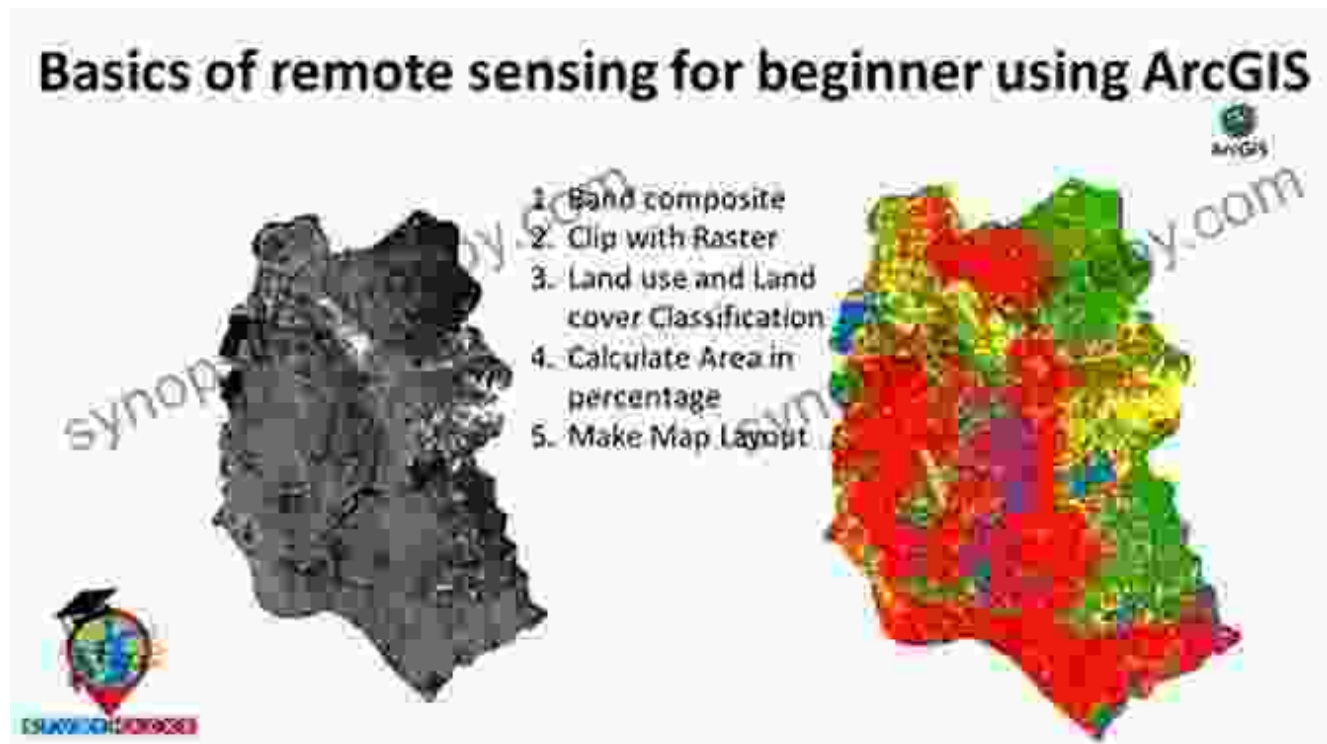 Basics of remote sensing for beginner using ArcGIS
ArcGIS
1. Band composite
2. Clip with Raster
3. Land use and Land
cover Classification
4. Calculate Area in
percentage
5. Make Map Layout